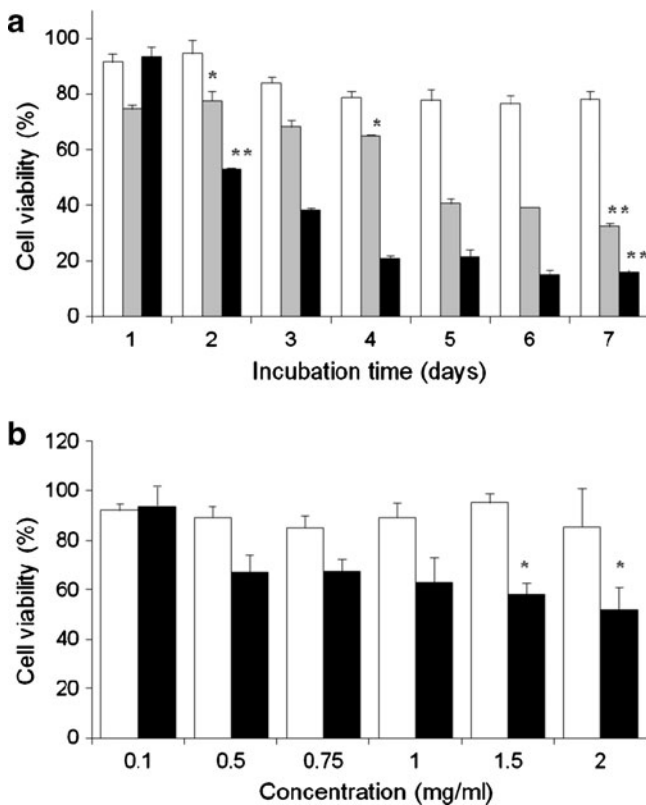 a
Cell viability (%)
100
80
60
40
20
0
*
**
*
**
**
1 2 3 4 5 6 7
Incubation time (days)
b
Cell viability (%)
120
100
80
60
40
20
0
*
*
0.1 0.5 0.75 1 1.5 2
Concentration (mg/ml)